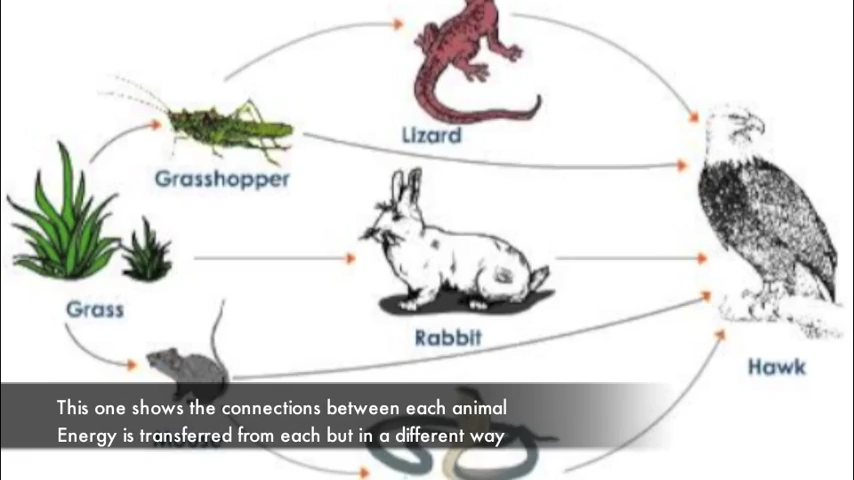 Lizard
Grasshopper
Grass
Rabbit
Hawk
This one shows the connections between each animal
Energy is transferred from each but in a different way